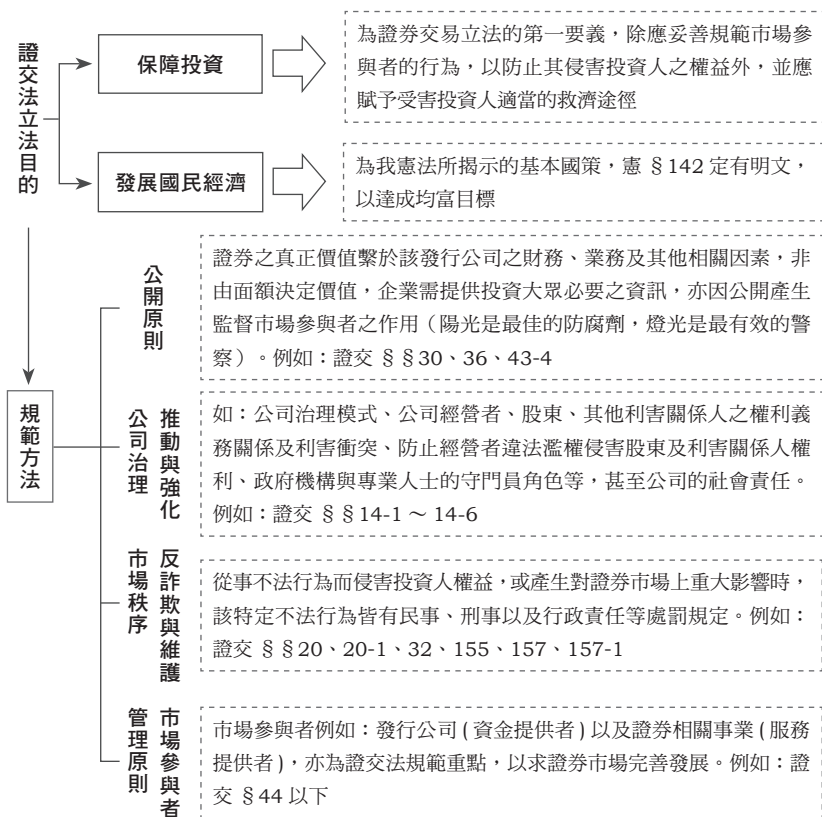 證交法立法目的
保障投資
為證券交易立法的第一要義，除應妥善規範市場參
與者的行為，以防止其侵害投資人之權益外，並應
賦予受害投資人適當的救濟途徑
發展國民經濟
為我憲法所揭示的基本國策，憲 §142 定有明文，
以達成均富目標
規範方法
公開原則
證券之真正價值繫於該發行公司之財務、業務及其他相關因素，非
由面額決定價值，企業需提供投資大眾必要之資訊，亦因公開產生
監督市場參與者之作用（陽光是最佳的防腐劑，燈光是最有效的警
察）。例如：證交 §§30、36、43-4
推動與強化
公司治理
如：公司治理模式、公司經營者、股東、其他利害關係人之權利義
務關係及利害衝突、防止經營者違法濫權侵害股東及利害關係人權
利、政府機構與專業人士的守門員角色等，甚至公司的社會責任。
例如：證交 §§14-1 ～ 14-6
反詐欺與維護
市場秩序
從事不法行為而侵害投資人權益，或產生對證券市場上重大影響時，
該特定不法行為皆有民事、刑事以及行政責任等處罰規定。例如：
證交 §§20、20-1、32、155、157、157-1
市場參與者
管理原則
市場參與者例如：發行公司 ( 資金提供者 ) 以及證券相關事業 ( 服務
提供者 )，亦為證交法規範重點，以求證券市場完善發展。例如：證
交 §44 以下